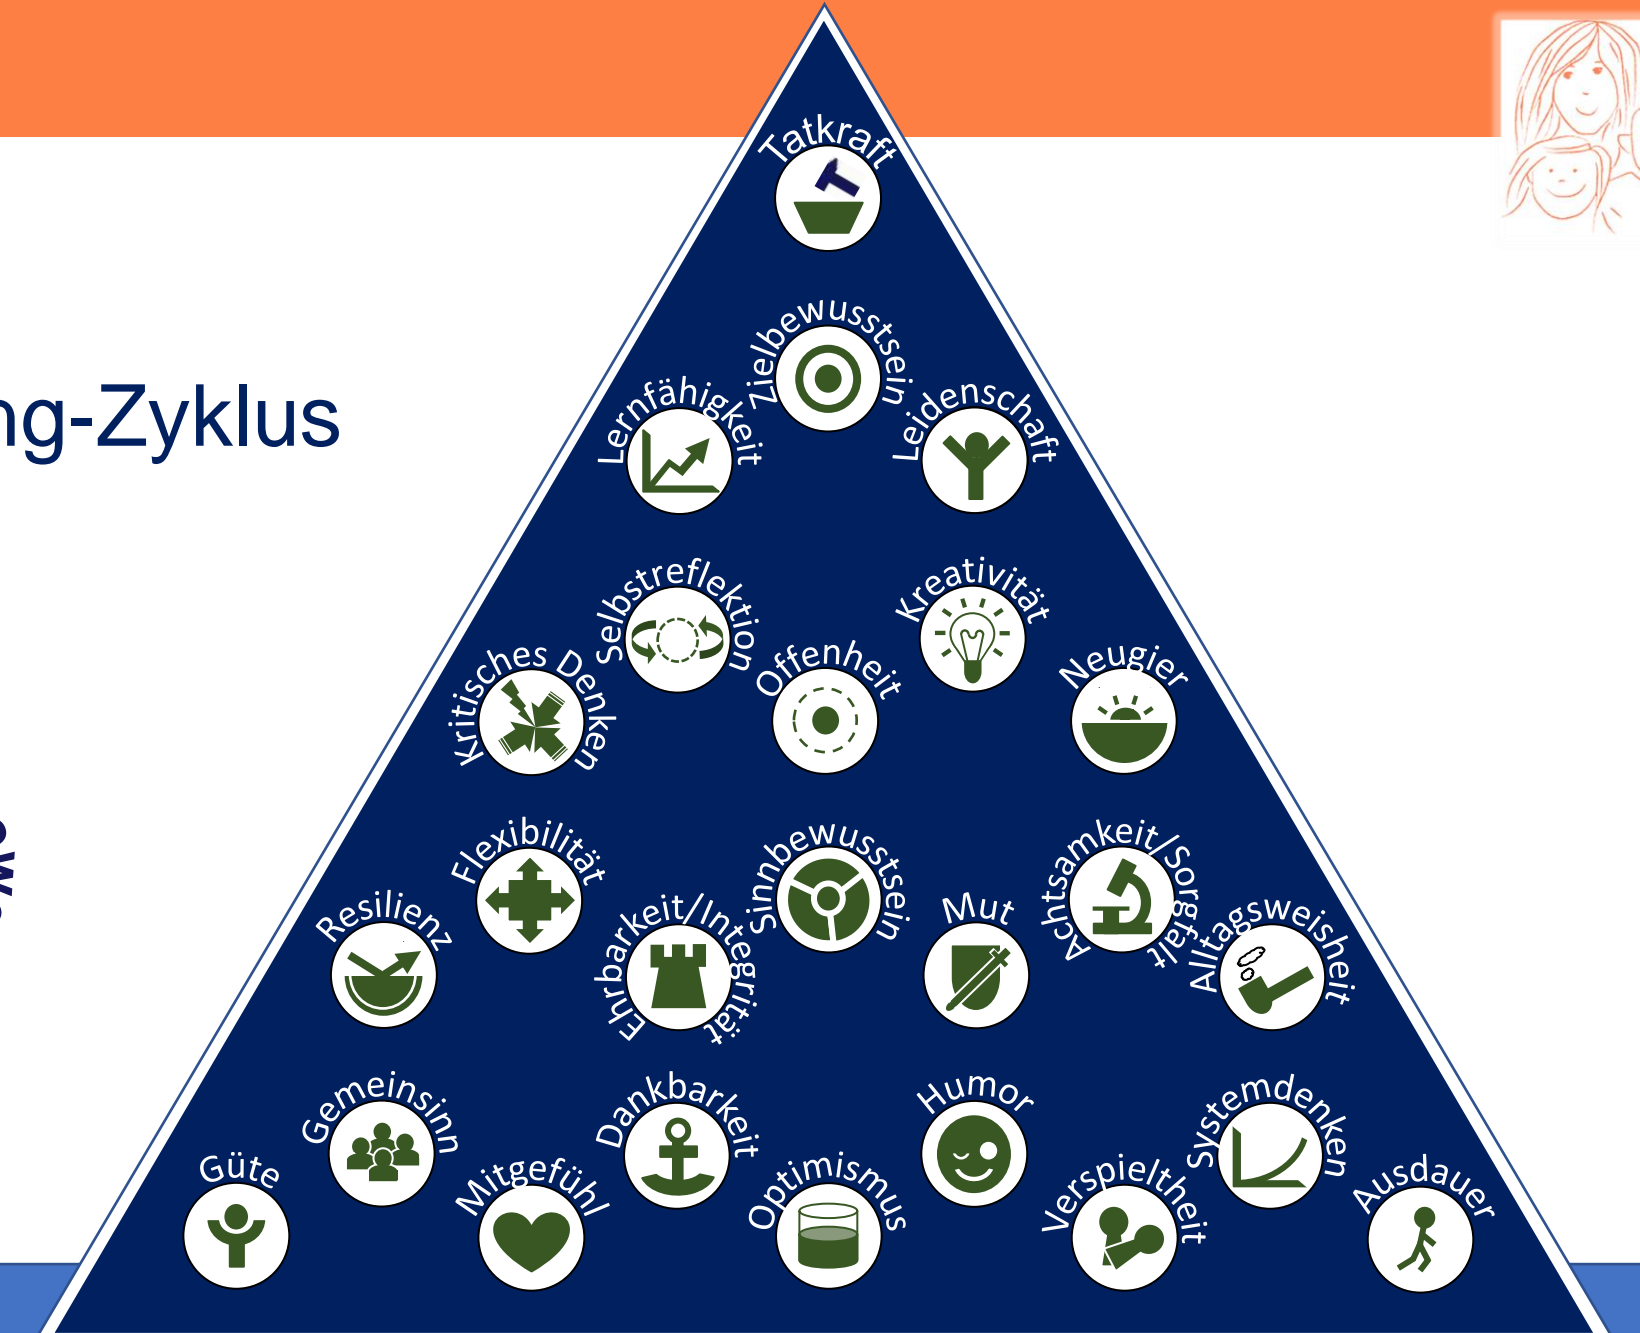 Tatkraft
Zielbewusstsein
Lernfähigkeit
Leidenschaft
ng-Zyklus
Selbstreflektion
Kreativität
Kritisches Denken
Offenheit
Neugier
Flexibilität
Sinnbewusstsein
Achtsamkeit/Sorgfalt
Resilienz
Ehrbarkeit/Integrität
Mut
Alltagsweisheit
Gemeinsinn
Dankbarkeit
Humor
Systemdenken
Güte
Mitgefühl
Optimismus
Verspieltheit
Ausdauer